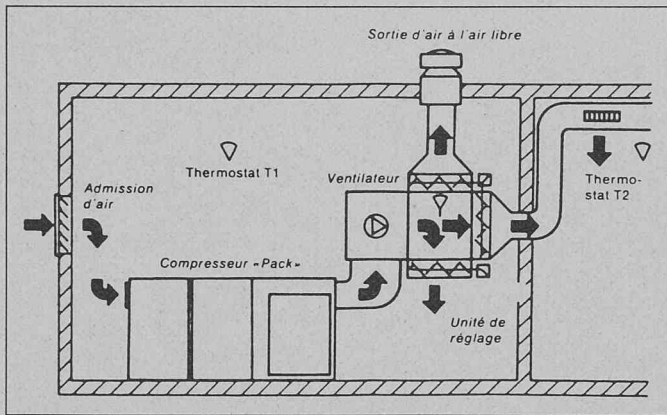 Sortie d'air à l'air libre
Thermostat T1
Ventilateur
Thermo-
stat T2
Admission
d'air
Compresseur «Pack»
Unité de
réglage